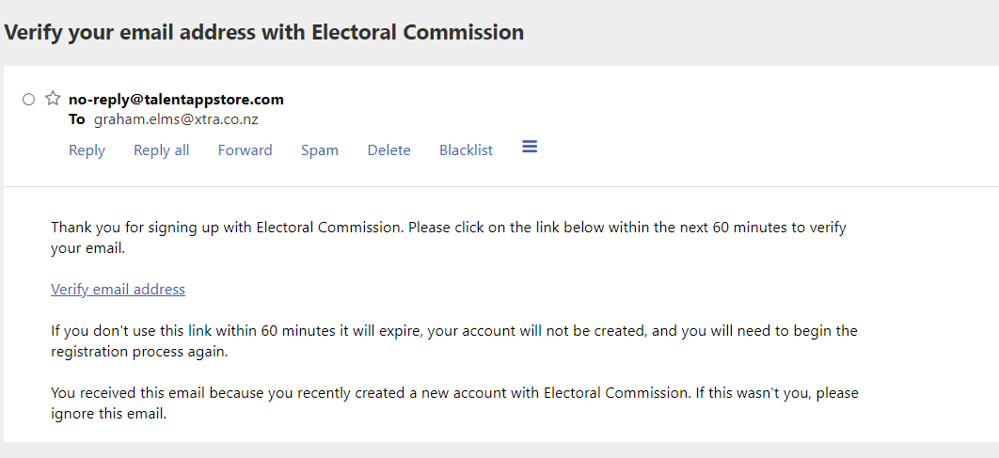 Verify your email address with Electoral Commission
no-reply@talentappstore.com
To graham.elms@xtra.co.nz
Reply Reply all Forward Spam Delete Blacklist
Thank you for signing up with Electoral Commission. Please click on the link below within the next 60 minutes to verify
your email.
Verify email address
If you don't use this link within 60 minutes it will expire, your account will not be created, and you will need to begin the
registration process again.
You received this email because you recently created a new account with Electoral Commission. If this wasn't you, please
ignore this email.